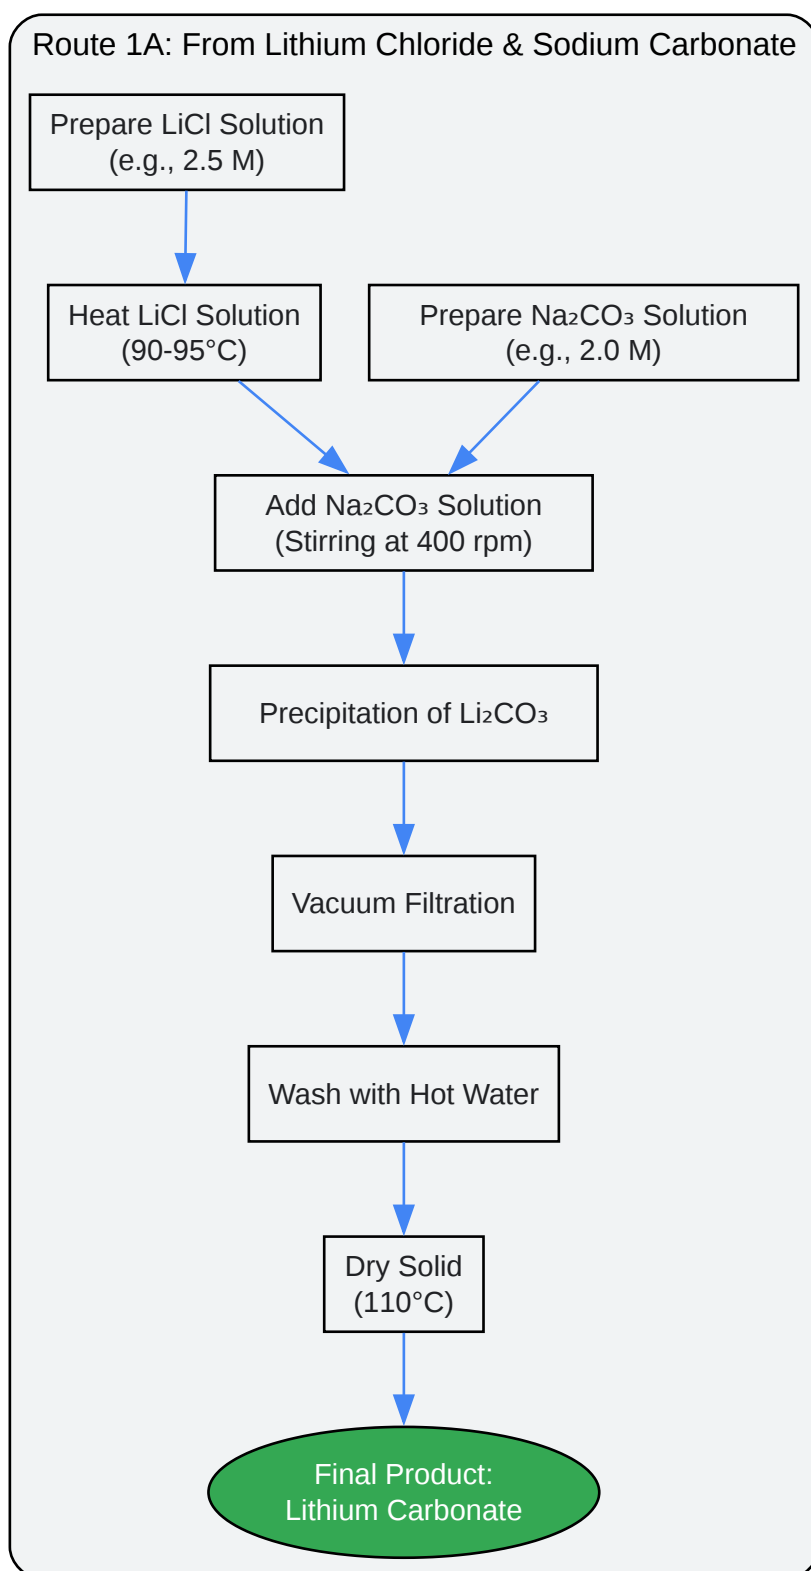 Route 1A: From Lithium Chloride & Sodium Carbonate
Prepare LiCl Solution
(e.g., 2.5 M)
Heat LiCl Solution
(90-95°C)
Prepare Na₂CO₃ Solution
(e.g., 2.0 M)
Add Na₂CO₃ Solution
(Stirring at 400 rpm)
Precipitation of Li₂CO₃
Vacuum Filtration
Wash with Hot Water
Dry Solid
(110°C)
Final Product:
Lithium Carbonate